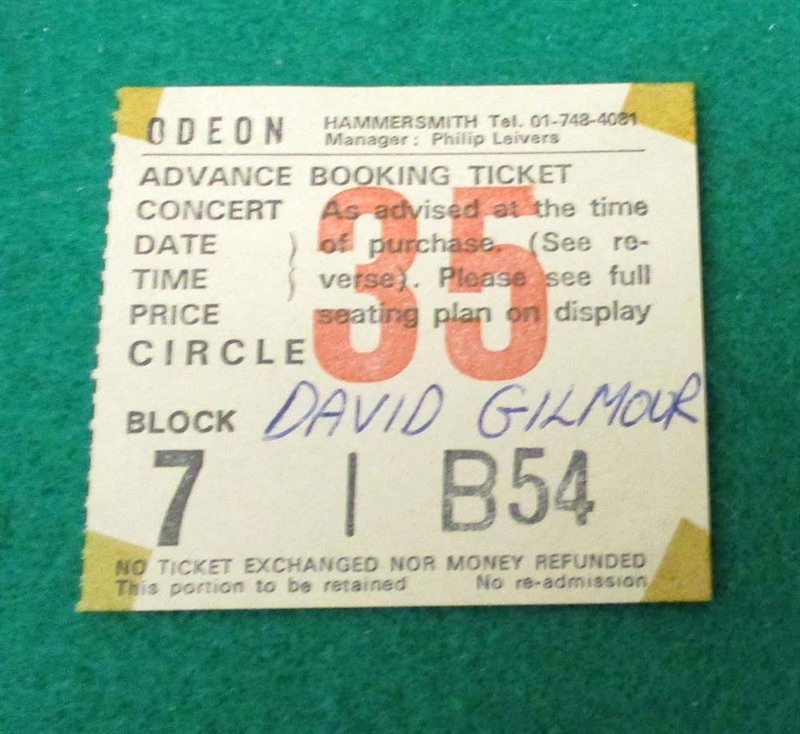 ODEON HAMMERSMITH Tel. 01-748-4081
Manager: Philip Leivers
ADVANCE BOOKING TICKET
CONCERT As advised at the time
DATE } of purchase. (See re-
TIME } verse). Please see full
PRICE seating plan on display
CIRCLE
35
BLOCK DAVID GILMOUR
7 | B54
NO TICKET EXCHANGED NOR MONEY REFUNDED
This portion to be retained No re-admission